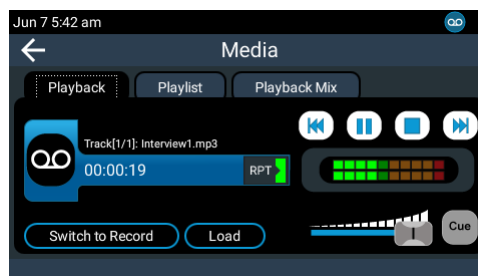 Jun 7 5:42 am
Media
Playback Playlist Playback Mix
Track[1/1]: Interview1.mp3
00:00:19 RPT
Cue
Switch to Record Load